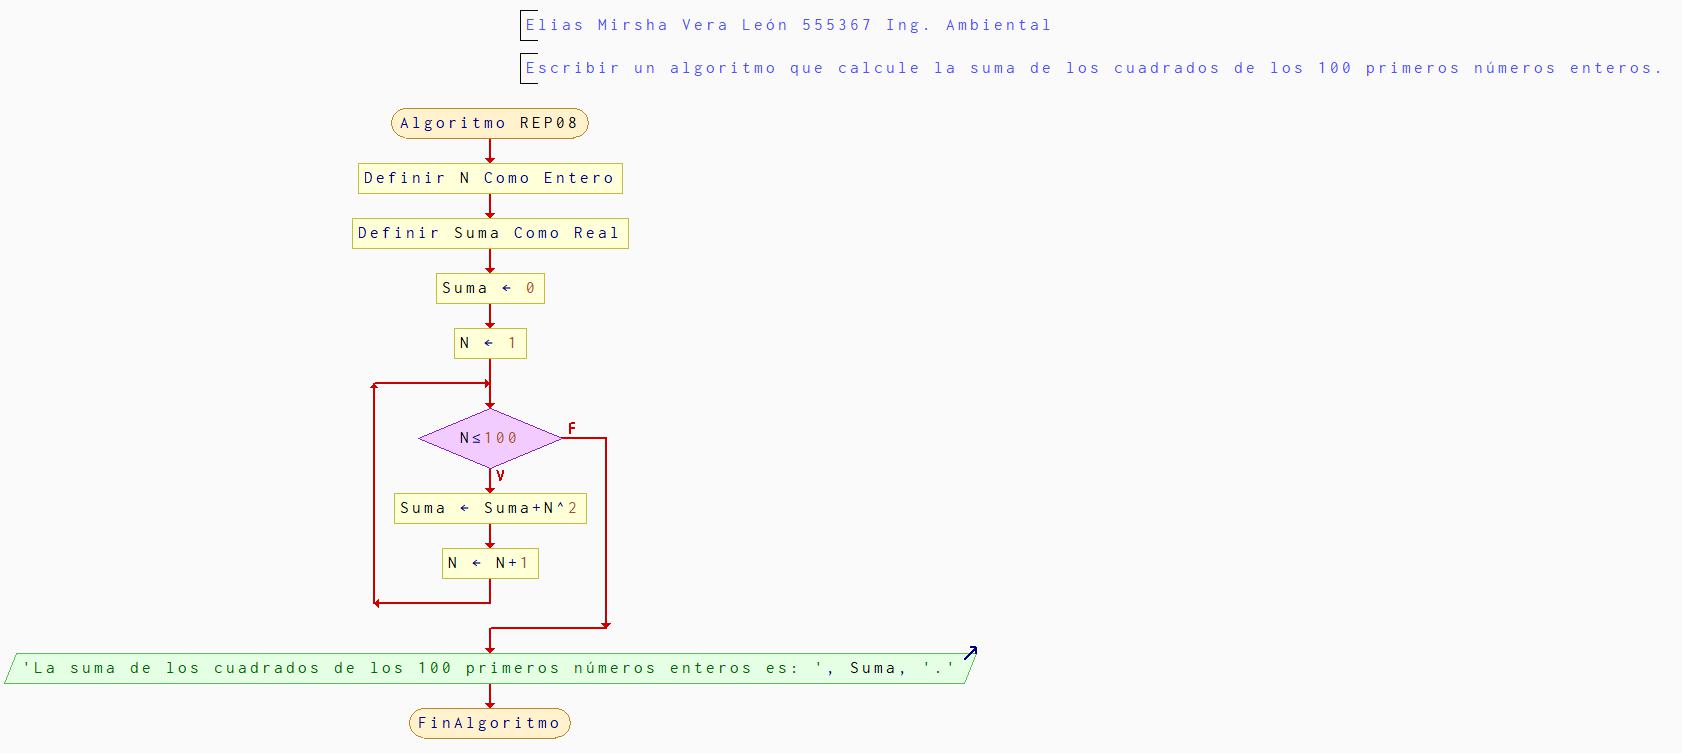 Elias Mirsha Vera León 555367 Ing. Ambiental
Escribir un algoritmo que calcule la suma de los cuadrados de los 100 primeros números enteros.
Algoritmo REP08
Definir N Como Entero
Definir Suma Como Real
Suma ← 0
N ← 1
N≤100
F
V
Suma ← Suma+N^2
N ← N+1
'La suma de los cuadrados de los 100 primeros números enteros es: ', Suma, '.'
FinAlgoritmo